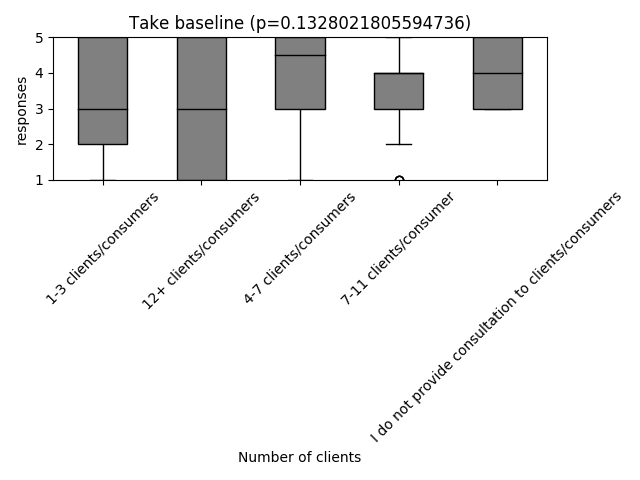 Take baseline (p=0.1328021805594736)
responses
5
4
3
2
1
1-3 clients/consumers
12+ clients/consumers
4-7 clients/consumers
7-11 clients/consumer
I do not provide consultation to clients/consumers
Number of clients